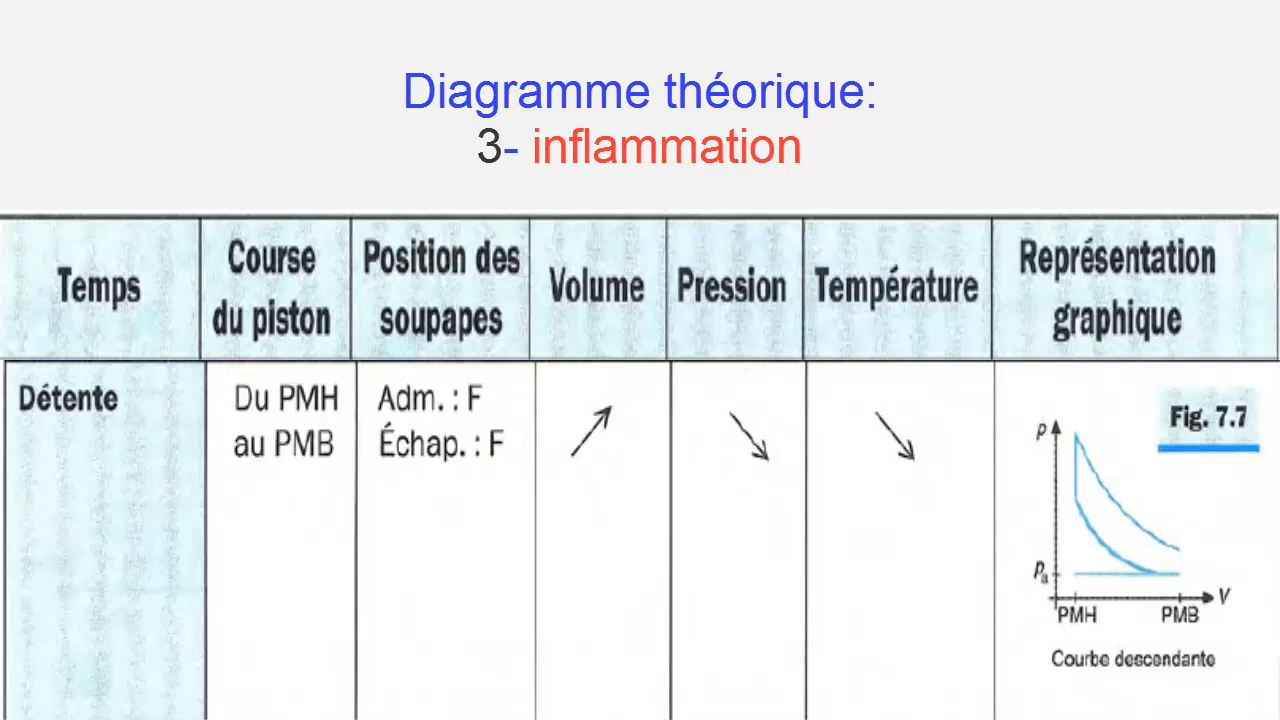 Diagramme théorique:
3- inflammation
Temps
Course
du piston
Position des
soupapes
Volume
Pression
Température
Représentation
graphique
Détente
Du PMH
au PMB
Adm. : F
Échap. : F
Fig. 7.7
p
pa
V
PMH
PMB
Courbe descendante